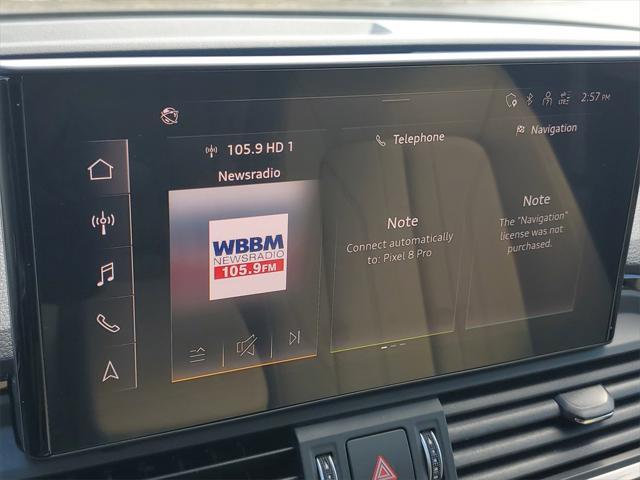 2:57 PM
105.9 HD 1
Newsradio
WBBM
NEWSRADIO
105.9FM
Telephone
Note
Connect automatically
to: Pixel 8 Pro
Navigation
Note
The "Navigation"
license was not
purchased.